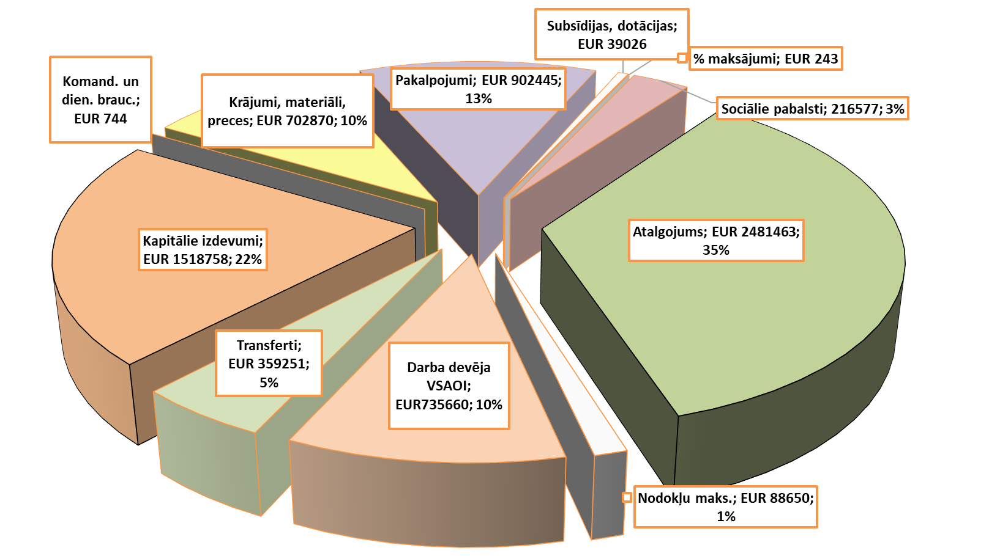 Subsīdijas, dotācijas;
EUR 39026
% maksājumi; EUR 243
Komand. un
dien. brauc.;
EUR 744
Krājumi, materiāli,
preces; EUR 702870; 10%
Pakalpojumi; EUR 902445;
13%
Sociālie pabalsti; 216577; 3%
Atalgojums; EUR 2481463;
35%
Kapitālie izdevumi;
EUR 1518758; 22%
Transferti;
EUR 359251;
5%
Darba devēja
VSAOI;
EUR735660; 10%
Nodokļu maks.; EUR 88650;
1%